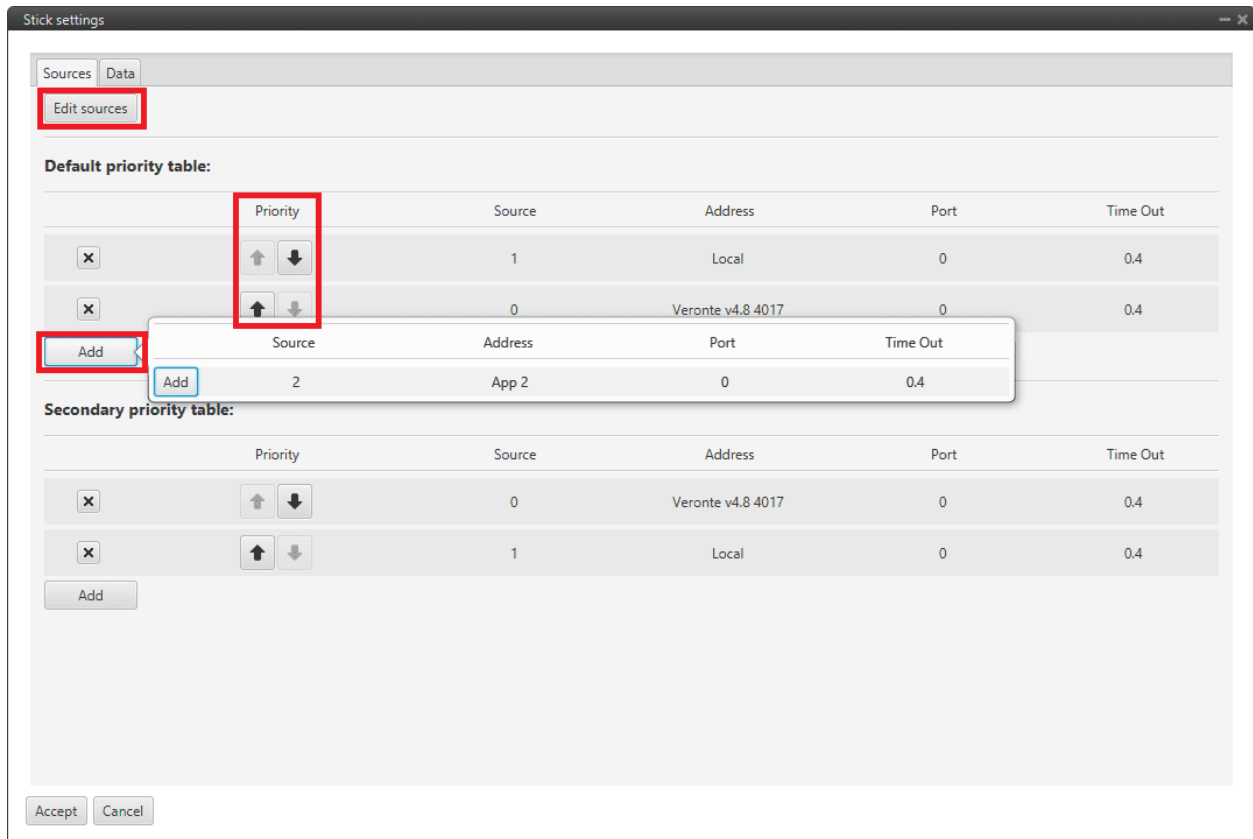 Stick settings
Sources Data
Edit sources
Default priority table:
Priority Source Address Port Time Out
1 Local 0 0.4
0 Veronte v4.8 4017 0 0.4
Add
Source Address Port Time Out
Add 2 App 2 0 0.4
Secondary priority table:
Priority Source Address Port Time Out
0 Veronte v4.8 4017 0 0.4
1 Local 0 0.4
Add
Accept Cancel